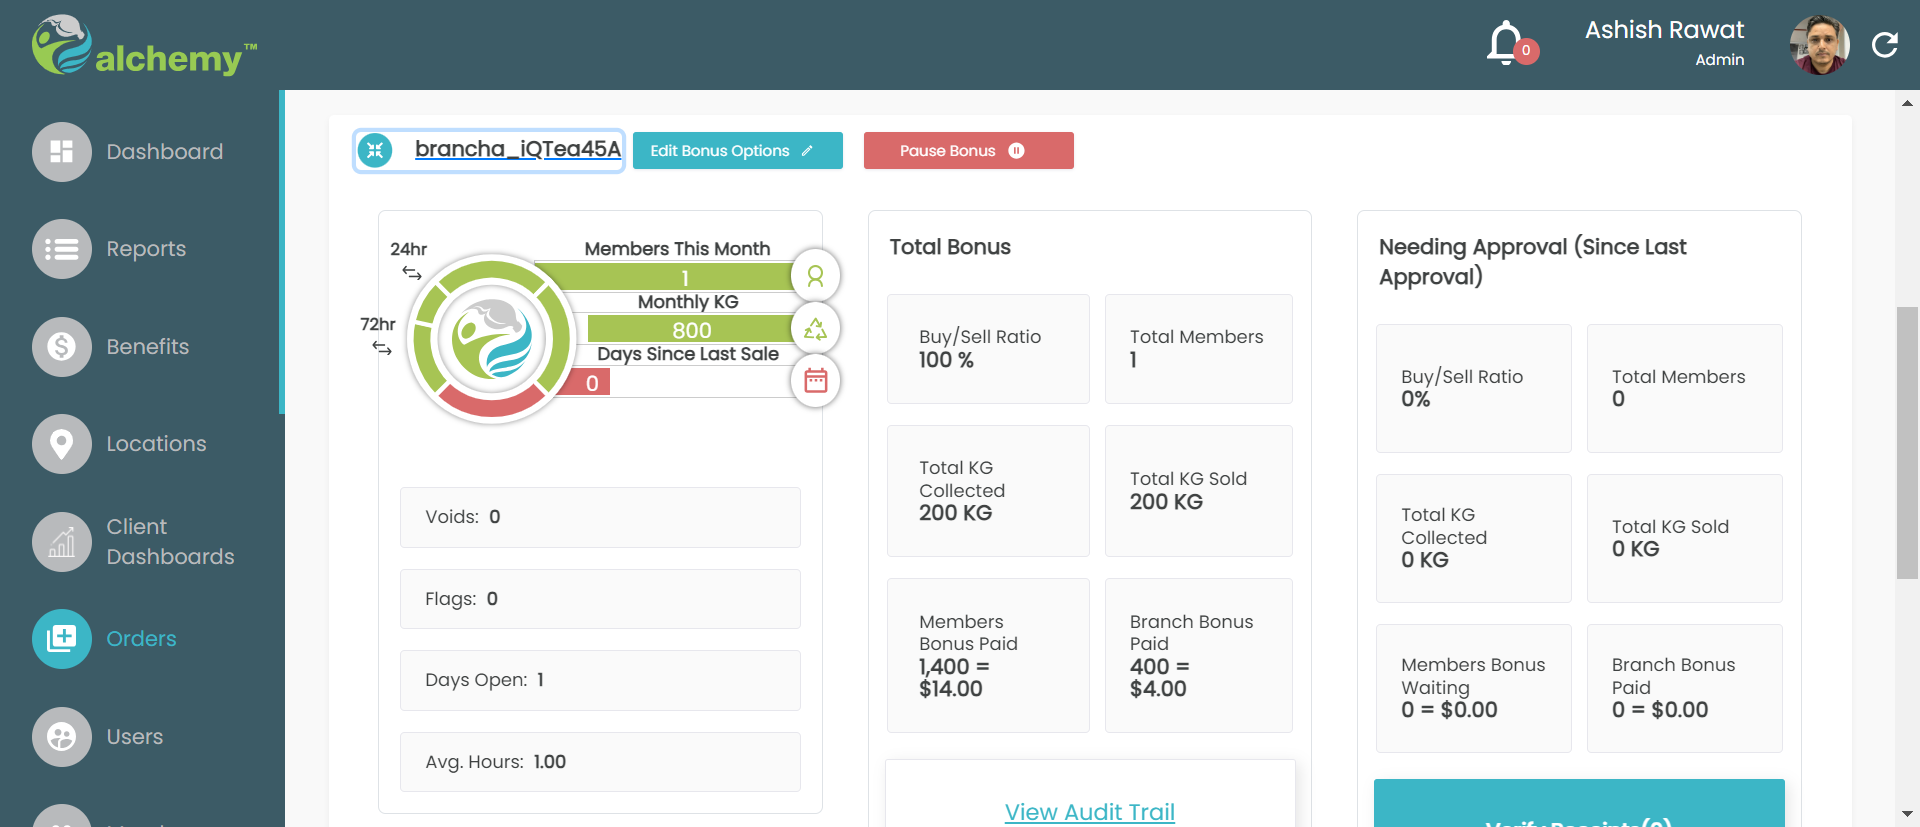 alchemy™
0
Ashish Rawat
Admin
Dashboard
Reports
Benefits
Locations
Client
Dashboards
Orders
Users
brancha_iQTea45A
Edit Bonus Options
Pause Bonus
24hr
72hr
Members This Month
1
Monthly KG
800
Days Since Last Sale
0
Voids: 0
Flags: 0
Days Open: 1
Avg. Hours: 1.00
Total Bonus
Buy/Sell Ratio
100 %
Total Members
1
Total KG
Collected
200 KG
Total KG Sold
200 KG
Members
Bonus Paid
1,400 =
$14.00
Branch Bonus
Paid
400 =
$4.00
View Audit Trail
Needing Approval (Since Last
Approval)
Buy/Sell Ratio
0%
Total Members
0
Total KG
Collected
0 KG
Total KG Sold
0 KG
Members Bonus
Waiting
0 = $0.00
Branch Bonus
Paid
0 = $0.00